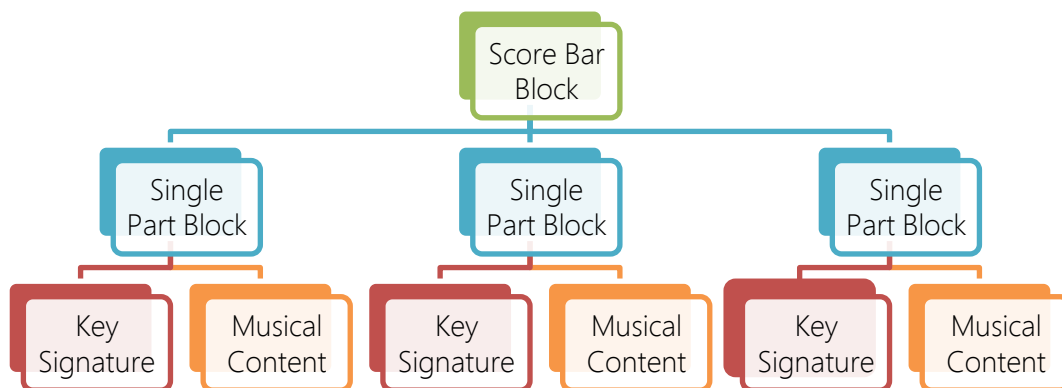 Score Bar
Block
Single
Part Block
Single
Part Block
Single
Part Block
Key
Signature
Musical
Content
Key
Signature
Musical
Content
Key
Signature
Musical
Content